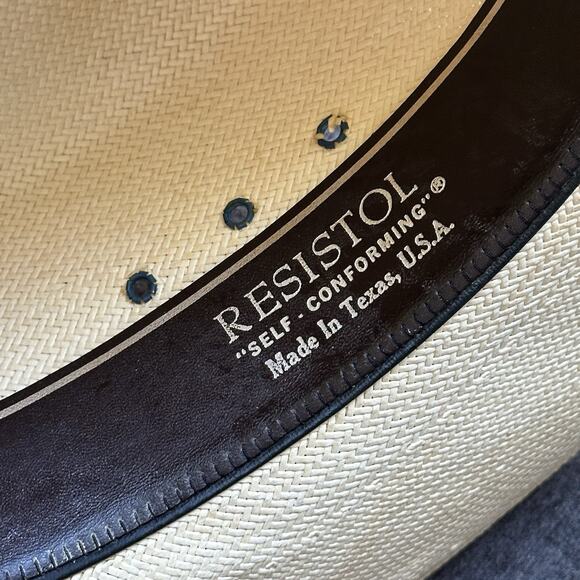 RESISTOL
"SELF-CONFORMING"®
Made In Texas, U.S.A.